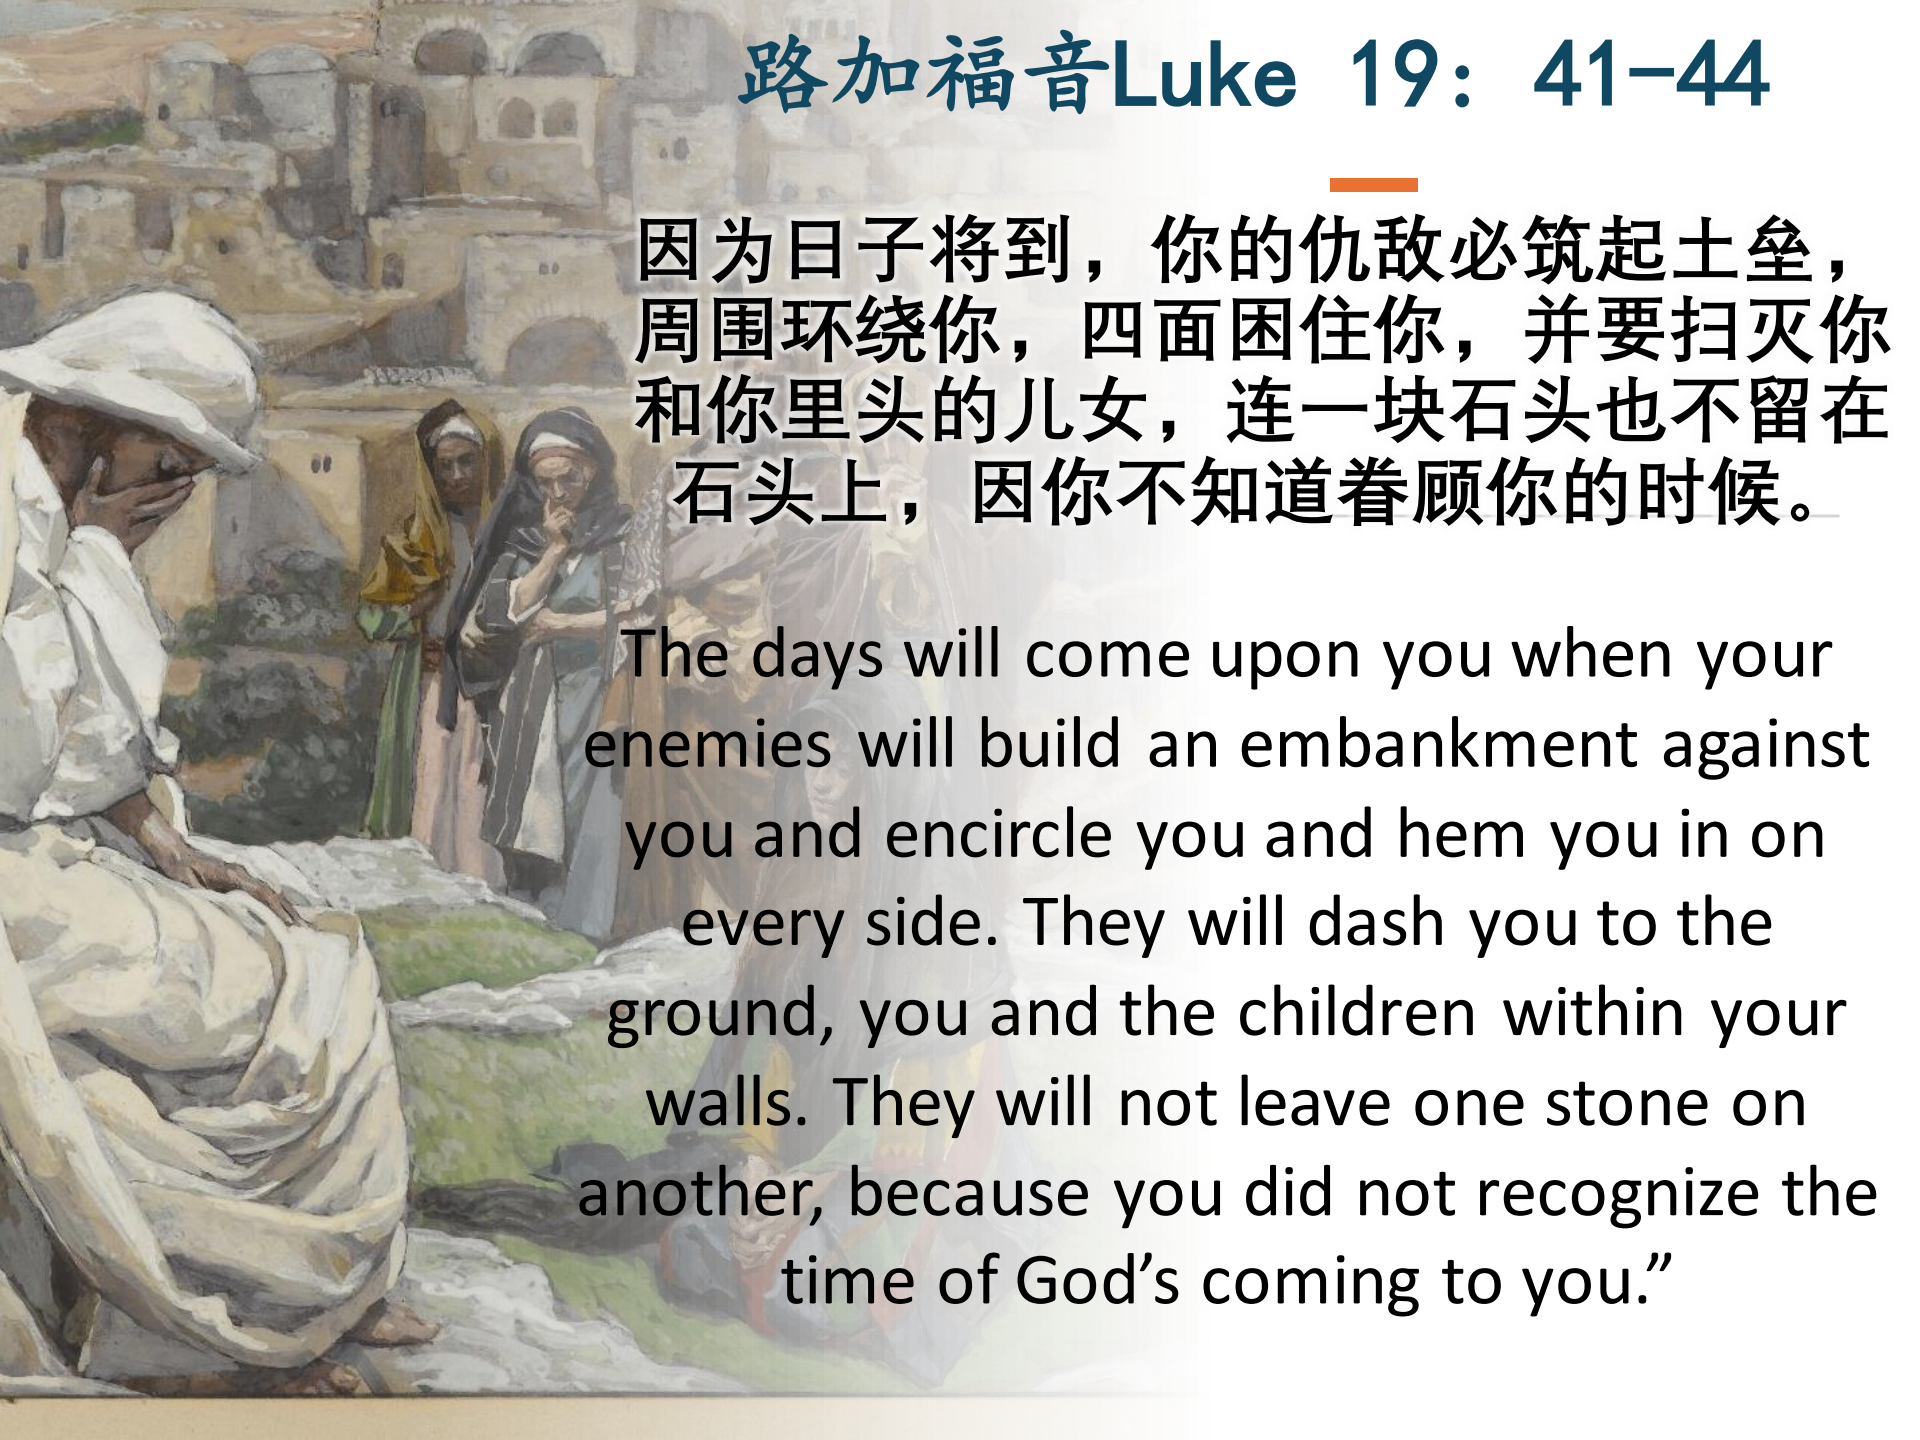 路加福音Luke 19：41-44
因为日子将到，你的仇敌必筑起土垒，
周围环绕你，四面困住你，并要扫灭你
和你里头的儿女，连一块石头也不留在
石头上，因你不知道眷顾你的时候。
The days will come upon you when your
enemies will build an embankment against
you and encircle you and hem you in on
every side. They will dash you to the
ground, you and the children within your
walls. They will not leave one stone on
another, because you did not recognize the
time of God’s coming to you.”